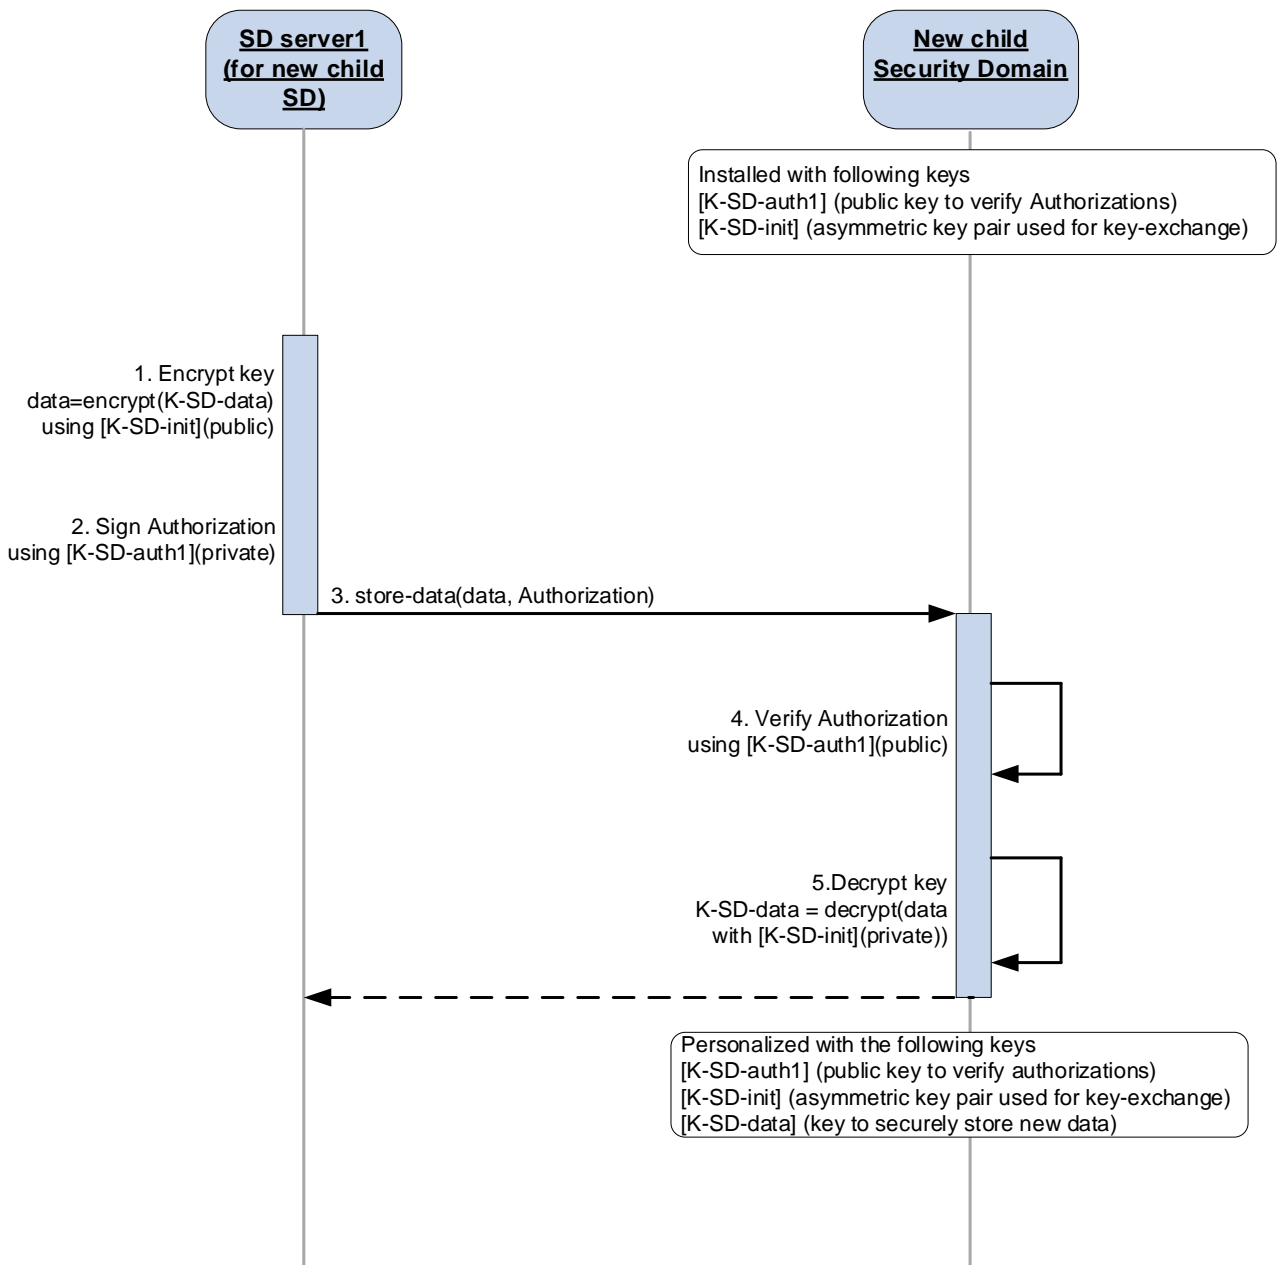 SD server1
(for new child
SD)
New child
Security Domain
Installed with following keys
[K-SD-auth1] (public key to verify Authorizations)
[K-SD-init] (asymmetric key pair used for key-exchange)
1. Encrypt key
data=encrypt(K-SD-data)
using [K-SD-init](public)
2. Sign Authorization
using [K-SD-auth1](private)
3. store-data(data, Authorization)
4. Verify Authorization
using [K-SD-auth1](public)
5.Decrypt key
K-SD-data = decrypt(data
with [K-SD-init](private))
Personalized with the following keys
[K-SD-auth1] (public key to verify authorizations)
[K-SD-init] (asymmetric key pair used for key-exchange)
[K-SD-data] (key to securely store new data)